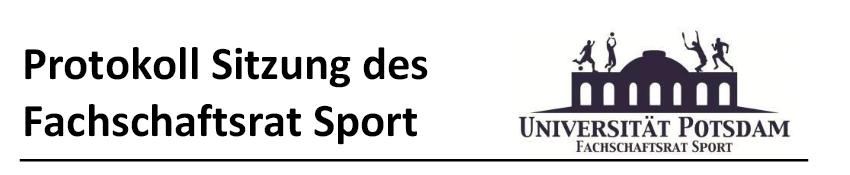 Protokoll Sitzung des
Fachschaftsrat Sport
UNIVERSITÄT POTSDAM
FACHSCHAFTSRAT SPORT